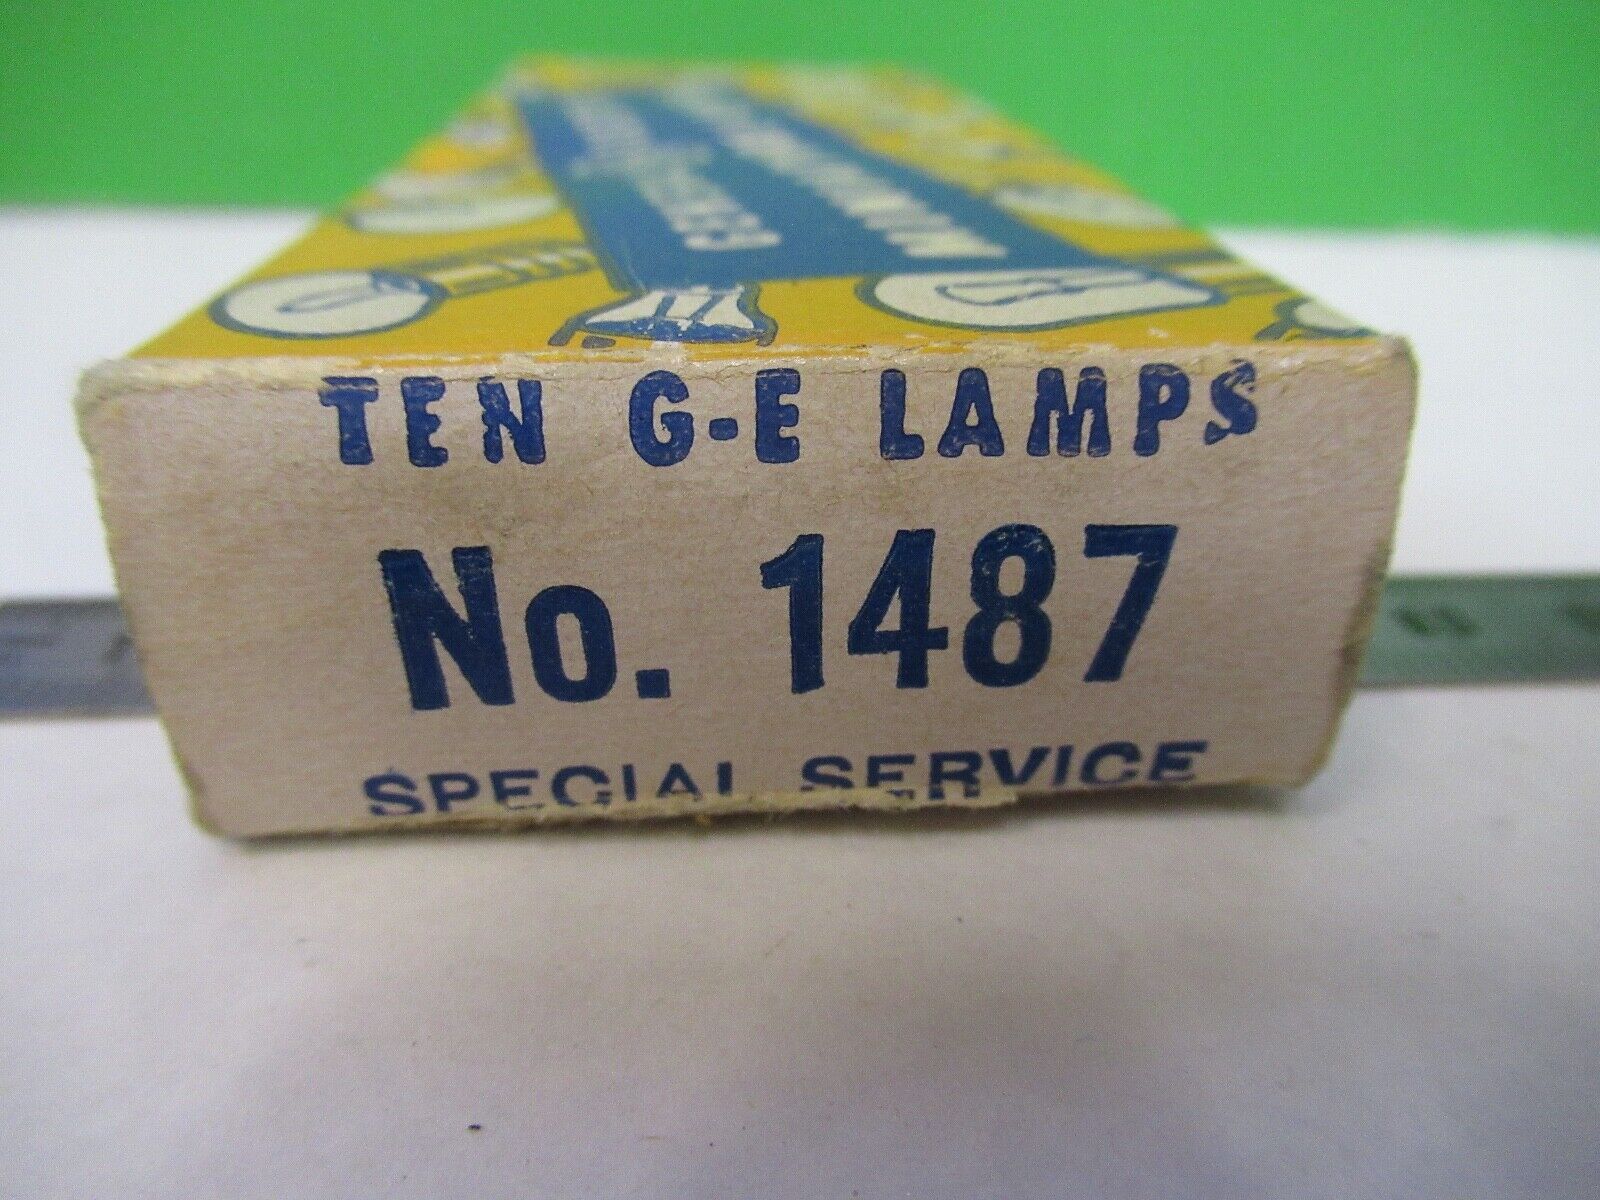 TEN G-E LAMPS
No. 1487
SPECIAL SERVICE